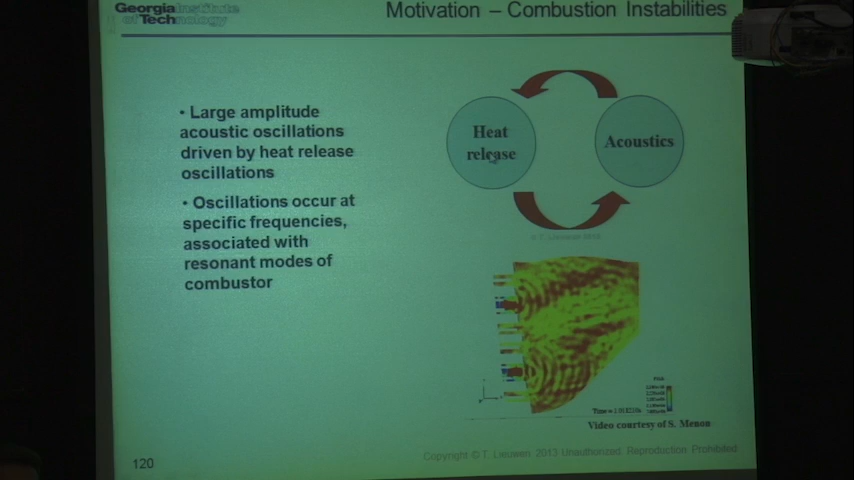 Georgia Institute
of Technology
Motivation – Combustion Instabilities
• Large amplitude
acoustic oscillations
driven by heat release
oscillations
• Oscillations occur at
specific frequencies,
associated with
resonant modes of
combustor
Heat
release
Acoustics
Video courtesy of S. Menon
Copyright © T. Lieuwen 2013 Unauthorized Reproduction Prohibited
120